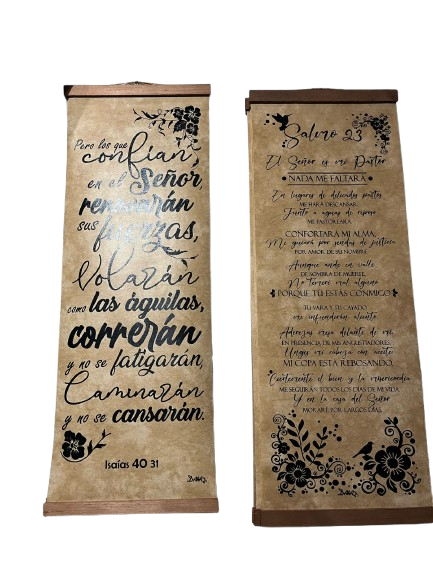 Pero los que
confían,
en el Señor,
renovarán
sus fuerzas,
Volarán
como las águilas,
correrán
y no se fatigarán,
Caminarán
y no se cansarán.
Isaías 40 31
Salmo 23
El Señor es mi Pastor
NADA ME FALTARÁ
En lugares de delicados pastos
ME HARÁ DESCANSAR
Junto a aguas de reposo
ME PASTOREARÁ
CONFORTARÁ MI ALMA,
Me guiará por sendas de justicia
POR AMOR DE SU NOMBRE
Aunque ande en valle
DE SOMBRA DE MUERTE,
No Temeré mal alguno
PORQUE TÚ ESTÁS CONMIGO
TU VARA Y SU CAYADO
me infunderán aliento
Aderezas mesa delante de mí,
EN PRESENCIA DE MIS ANGUSTIADORES
Unges mi cabeza con aceite
MI COPA ESTÁ REBOSANDO
Ciertamente el bien y la misericordia
ME SEGUIRÁN TODOS LOS DÍAS DE MI VIDA
Y en la casa del Señor
MORARÉ POR LARGOS DÍAS